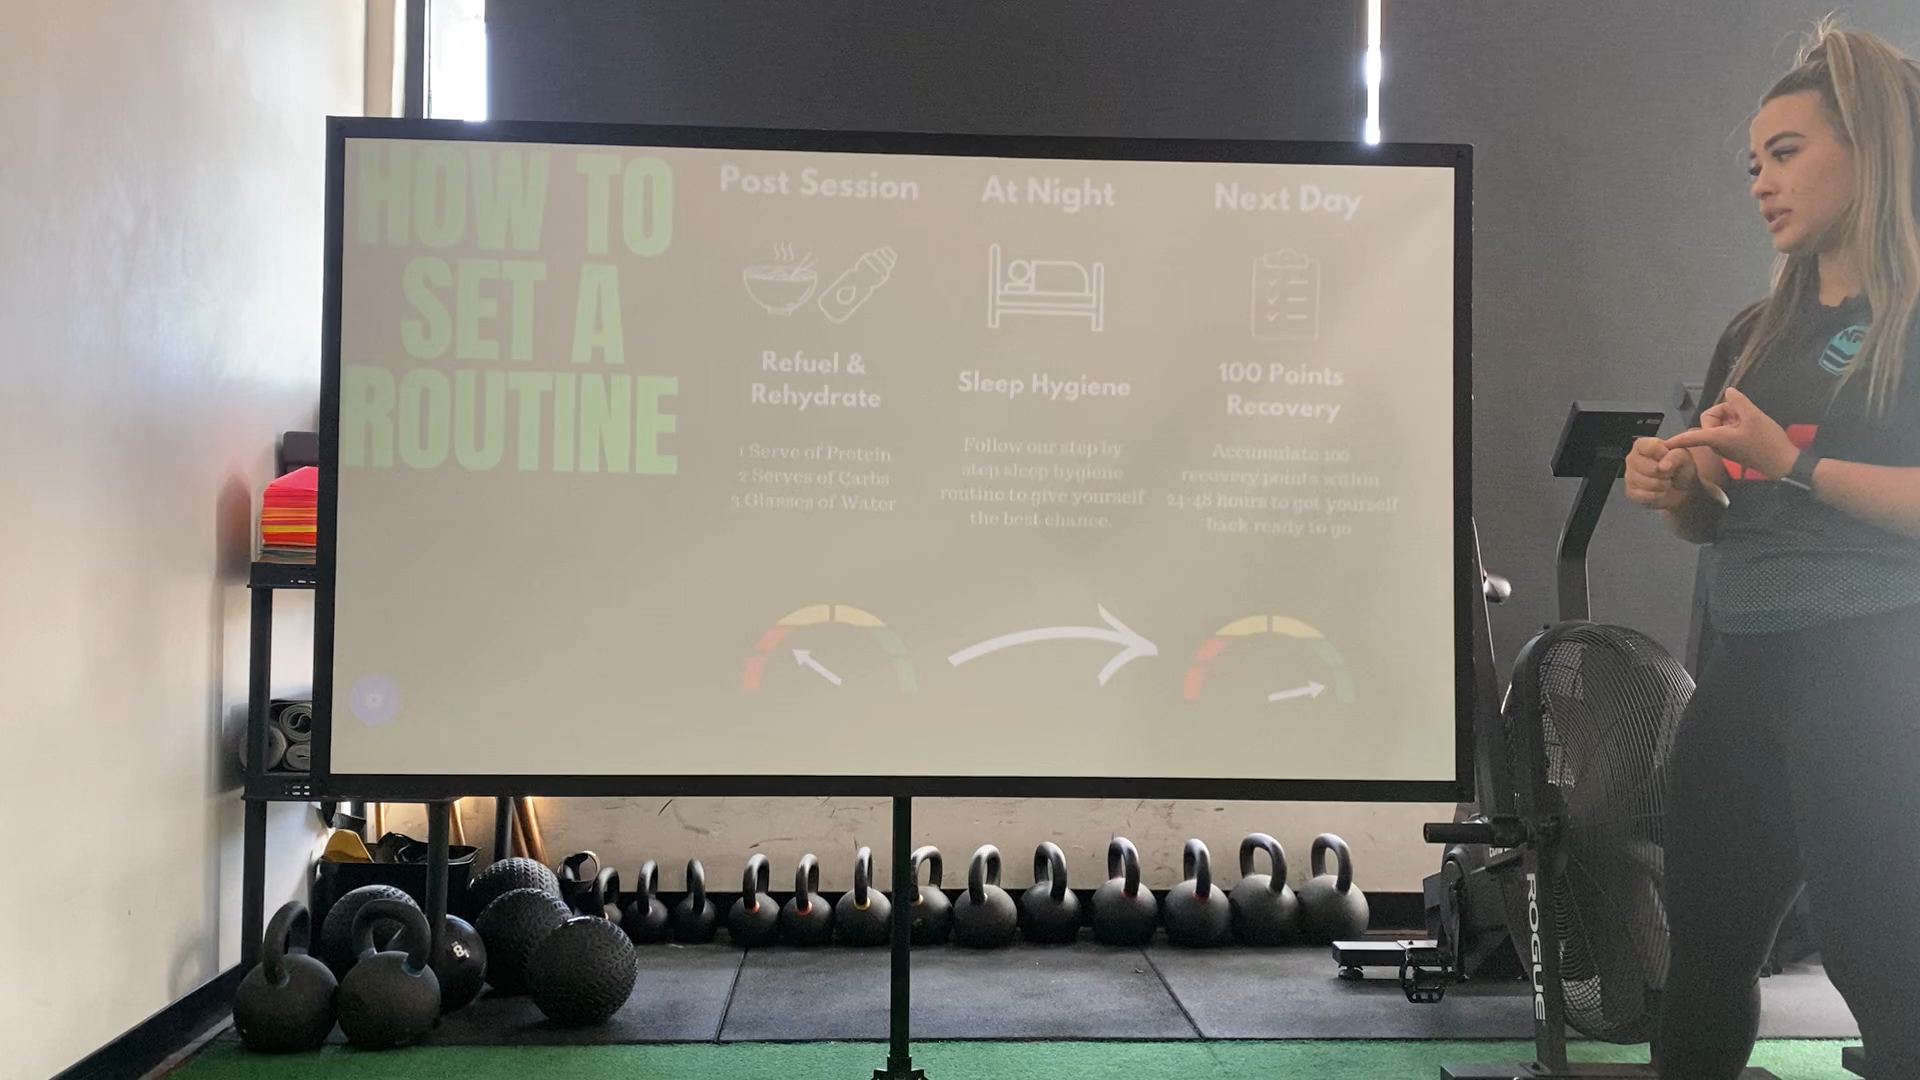 HOW TO
SET A
ROUTINE
Post Session
Refuel &
Rehydrate
1 Serve of Protein
2 Serves of Carbs
3 Glasses of Water
At Night
Sleep Hygiene
Follow our step by
step sleep hygiene
routine to give yourself
the best chance.
Next Day
100 Points
Recovery
Accumulate 100
recovery points within
24-48 hours to get yourself
back ready to go
ROGUE
8